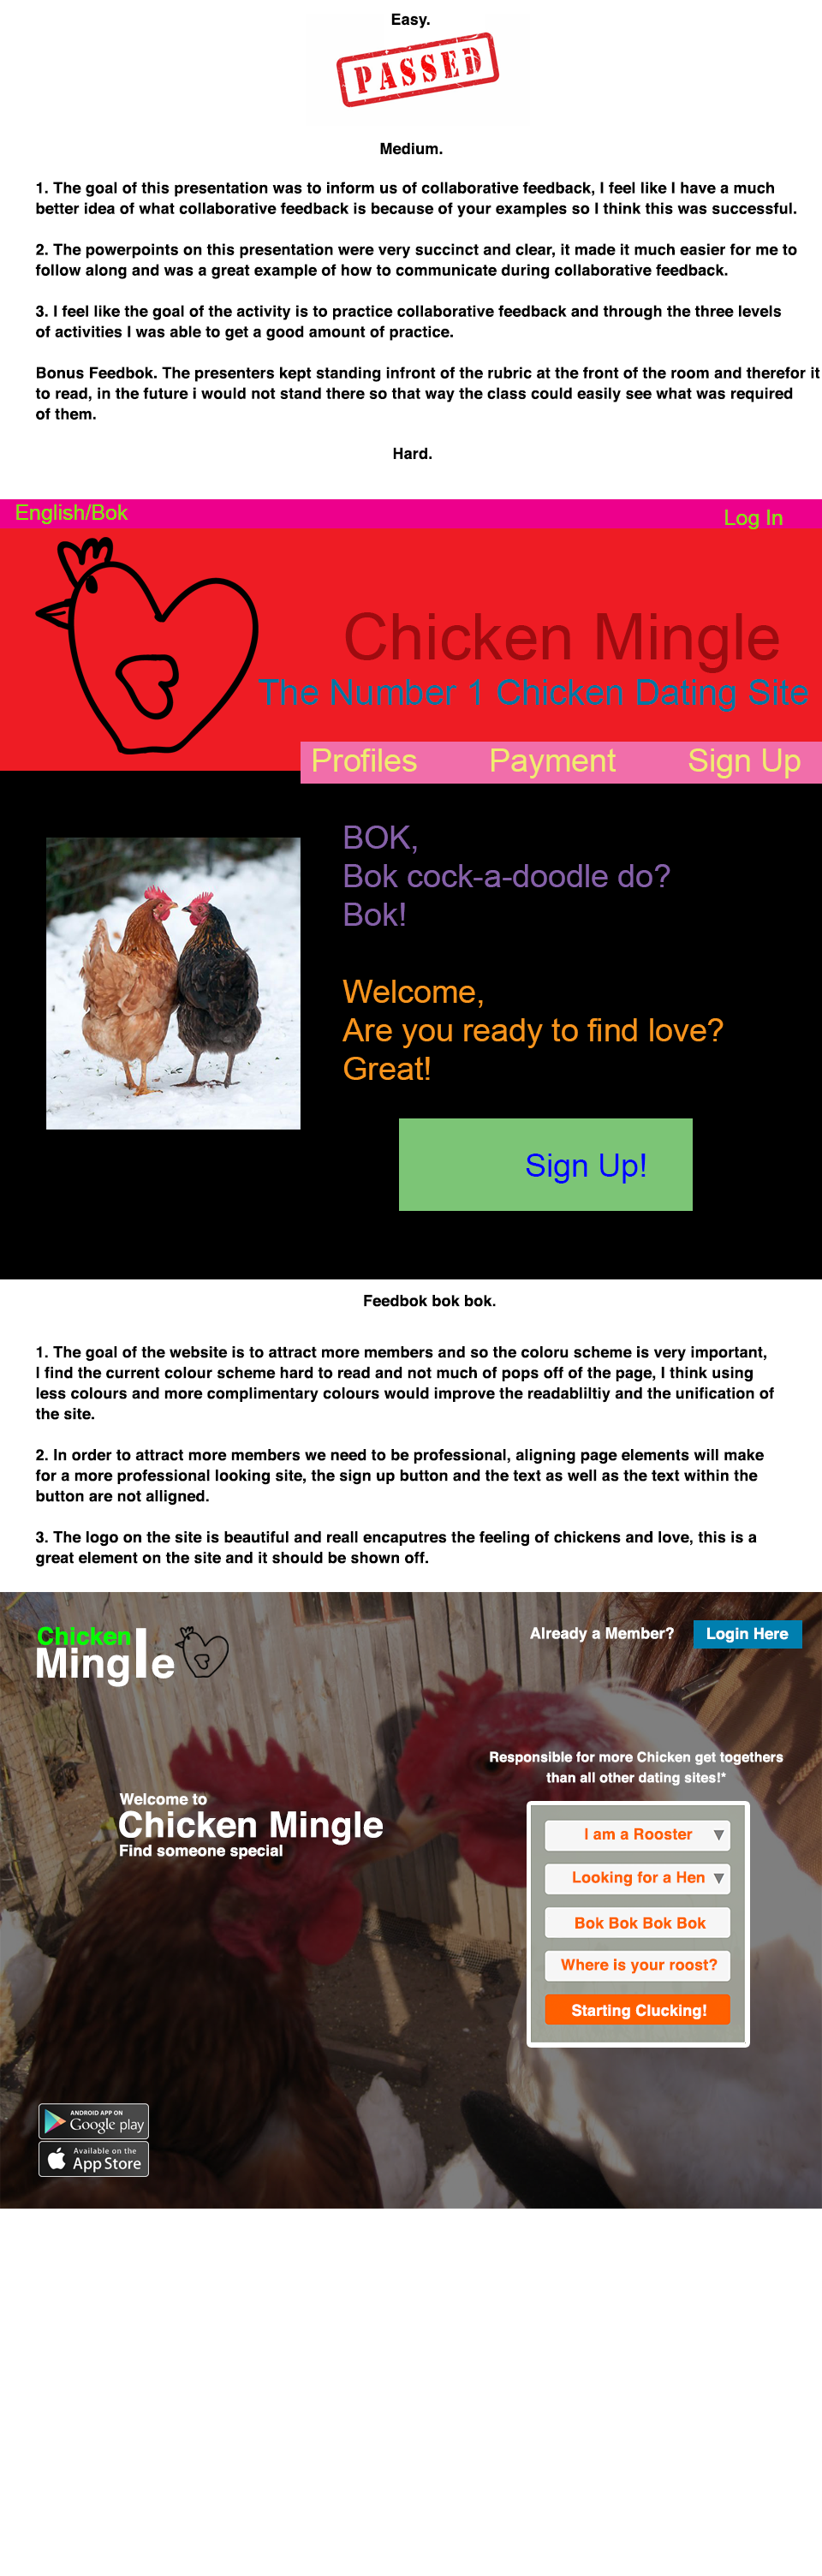 Easy.
PASSED
Medium.
1. The goal of this presentation was to inform us of collaborative feedback, I feel like I have a much
better idea of what collaborative feedback is because of your examples so I think this was successful.
2. The powerpoints on this presentation were very succinct and clear, it made it much easier for me to
follow along and was a great example of how to communicate during collaborative feedback.
3. I feel like the goal of the activity is to practice collaborative feedback and through the three levels
of activities I was able to get a good amount of practice.
Bonus Feedbok. The presenters kept standing infront of the rubric at the front of the room and therefor it
to read, in the future i would not stand there so that way the class could easily see what was required
of them.
Hard.
English/Bok
Log In
Chicken Mingle
The Number 1 Chicken Dating Site
Profiles Payment Sign Up
BOK,
Bok cock-a-doodle do?
Bok!
Welcome,
Are you ready to find love?
Great!
Sign Up!
Feedbok bok bok.
1. The goal of the website is to attract more members and so the coloru scheme is very important,
I find the current colour scheme hard to read and not much of pops off of the page, I think using
less colours and more complimentary colours would improve the readabliltiy and the unification of
the site.
2. In order to attract more members we need to be professional, aligning page elements will make
for a more professional looking site, the sign up button and the text as well as the text within the
button are not alligned.
3. The logo on the site is beautiful and reall encaputres the feeling of chickens and love, this is a
great element on the site and it should be shown off.
Chicken
Mingle
Already a Member? Login Here
Responsible for more Chicken get togethers
than all other dating sites!*
Welcome to
Chicken Mingle
Find someone special
I am a Rooster
Looking for a Hen
Bok Bok Bok Bok
Where is your roost?
Starting Clucking!
ANDROID APP ON
Google play
Available on the
App Store